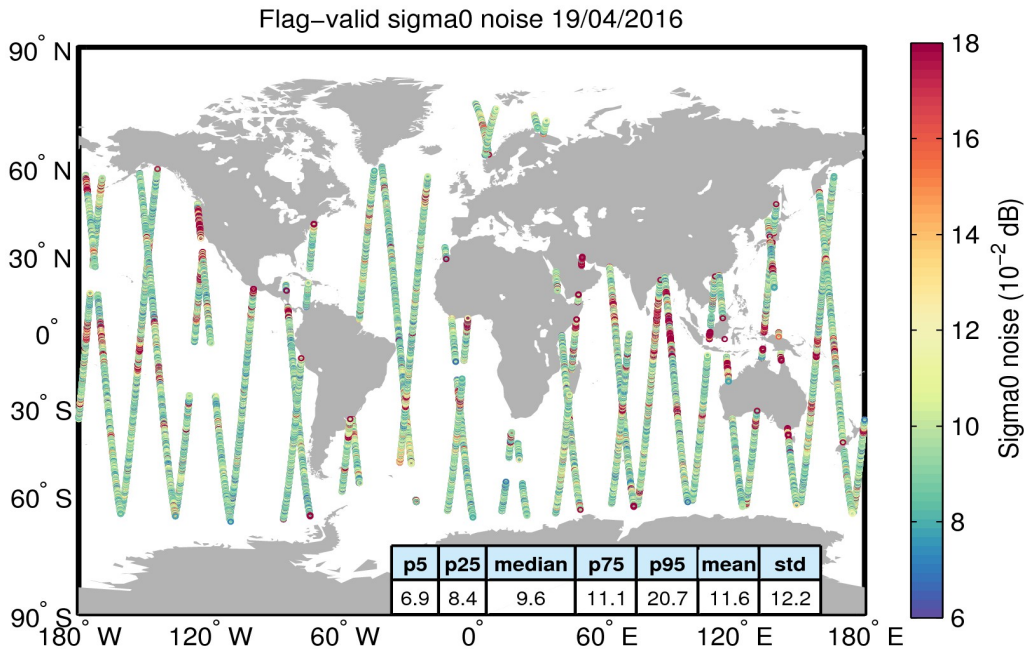 Flag−valid sigma0 noise 19/04/2016
90° N
60° N
30° N
0°
30° S
60° S
90° S
180° W
120° W
60° W
0°
60° E
120° E
180° E
p5 p25 median p75 p95 mean std
6.9 8.4 9.6 11.1 20.7 11.6 12.2
18
16
14
12
10
8
6
Sigma0 noise (10⁻² dB)